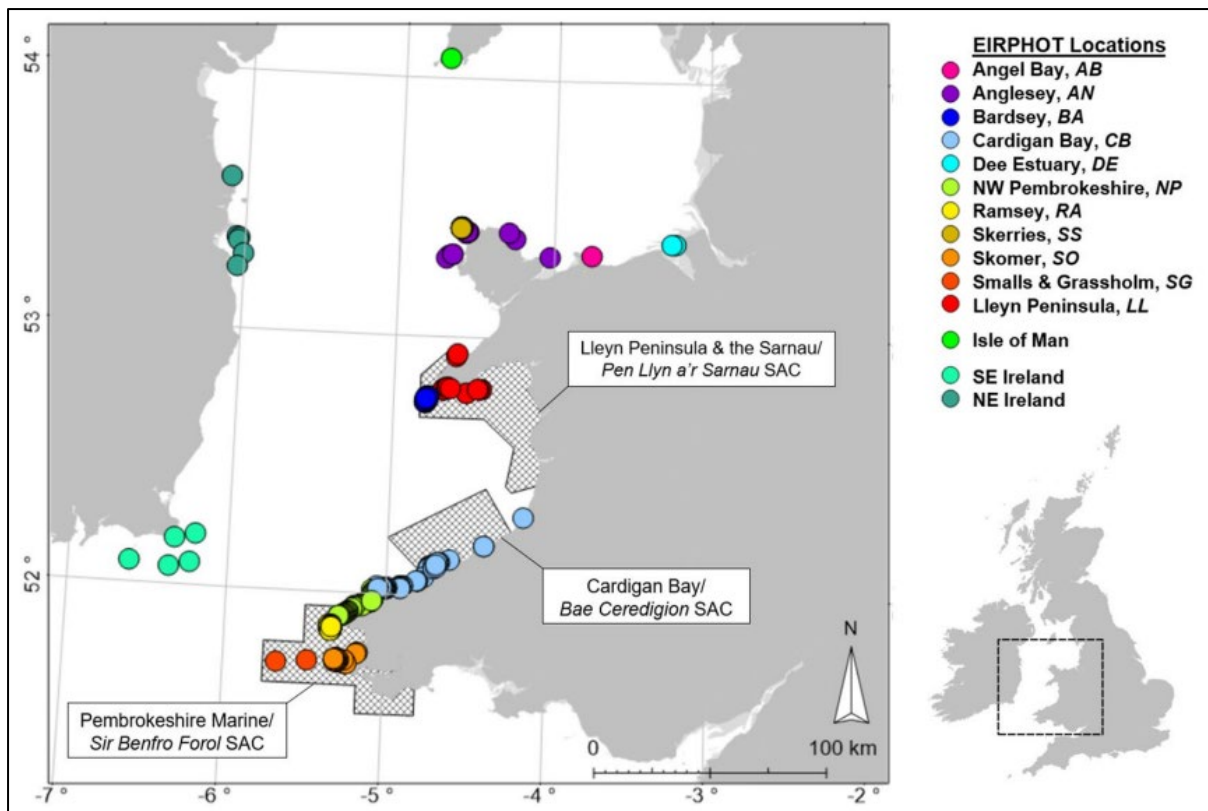 54°
53°
52°
-7°
-6°
-5°
-4°
-3°
-2°
Lleyn Peninsula & the Sarnau/
Pen Llyn a'r Sarnau SAC
Cardigan Bay/
Bae Ceredigion SAC
Pembrokeshire Marine/
Sir Benfro Forol SAC
N
0
100 km
EIRPHOT Locations
Angel Bay, AB
Anglesey, AN
Bardsey, BA
Cardigan Bay, CB
Dee Estuary, DE
NW Pembrokeshire, NP
Ramsey, RA
Skerries, SS
Skomer, SO
Smalls & Grassholm, SG
Lleyn Peninsula, LL
Isle of Man
SE Ireland
NE Ireland